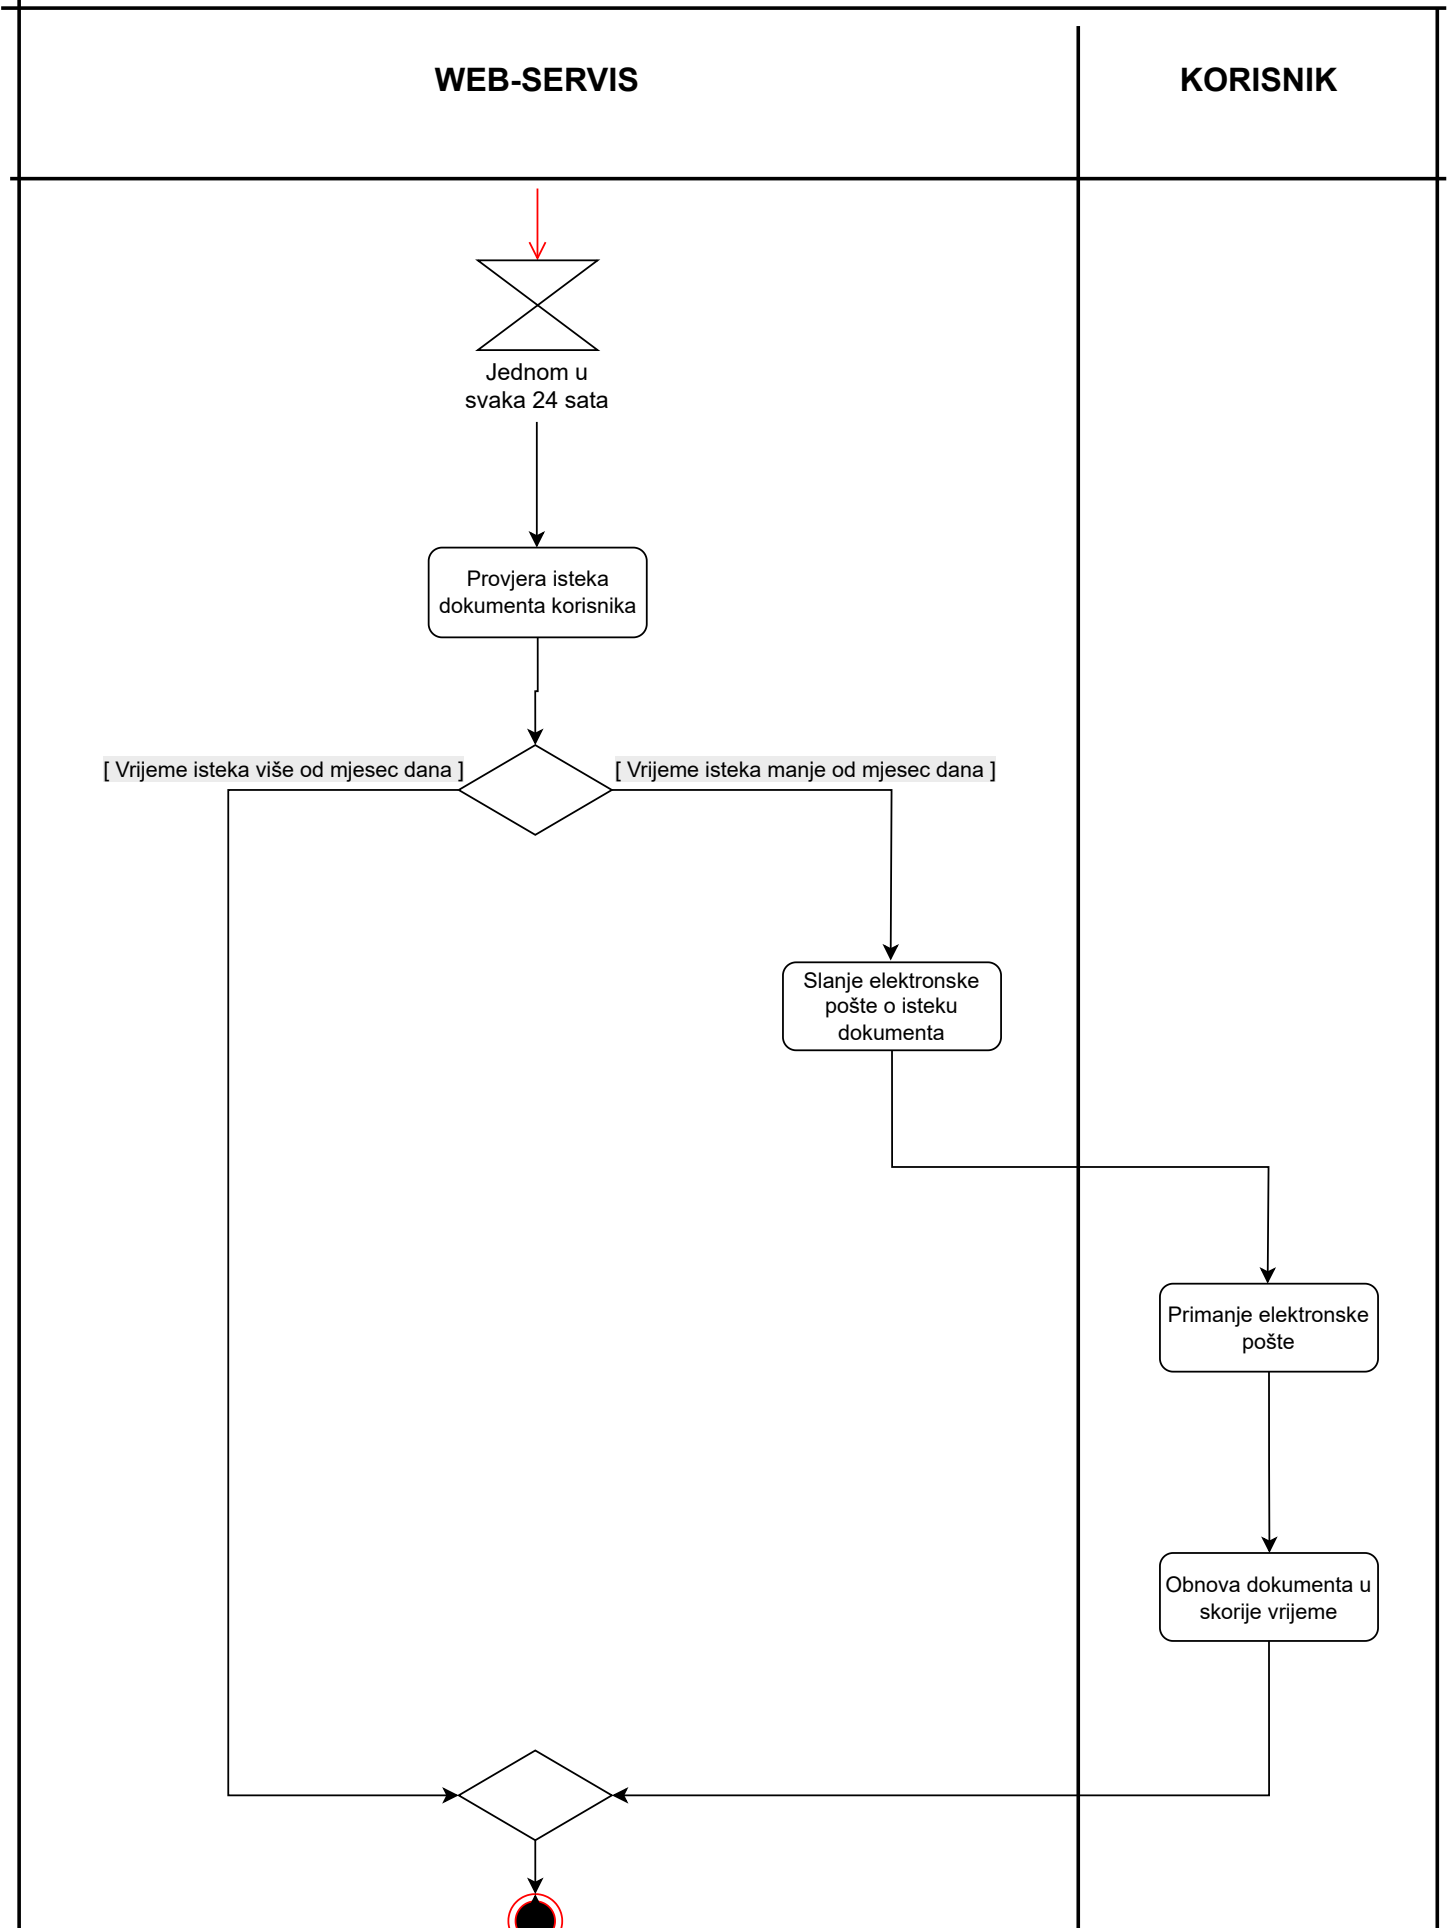 WEB-SERVIS
KORISNIK
Jednom u
svaka 24 sata
Provjera isteka
dokumenta korisnika
[ Vrijeme isteka više od mjesec dana ]
[ Vrijeme isteka manje od mjesec dana ]
Slanje elektronske
pošte o isteku
dokumenta
Primanje elektronske
pošte
Obnova dokumenta u
skorije vrijeme